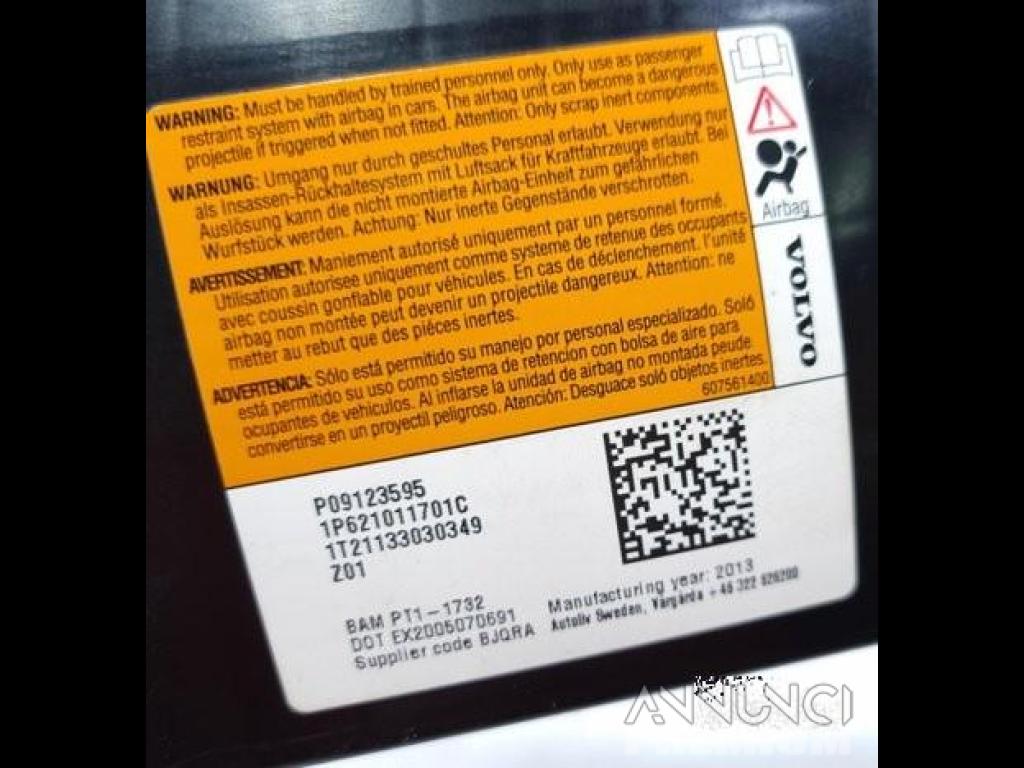 WARNING: Must be handled by trained personnel only. Only use as passenger
restraint system with airbag in cars. The airbag unit can become a dangerous
projectile if triggered when not fitted. Attention: Only scrap inert components.
WARNUNG: Umgang nur durch geschultes Personal erlaubt. Verwendung nur
als Insassen-Rückhaltesystem mit Luftsack für Kraftfahrzeuge erlaubt. Bei
Auslösung kann die nicht montierte Airbag-Einheit zum gefährlichen
Wurfstück werden. Achtung: Nur inerte Gegenstände verschrotten.
AVERTISSEMENT: Maniement autorisé uniquement par un personnel formé.
Utilisation autorisee uniquement comme systeme de retenue des occupants
avec coussin gonflable pour véhicules. En cas de déclenchement. l'unité
airbag non montée peut devenir un projectile dangereux. Attention: ne
metter au rebut que des piéces inertes.
ADVERTENCIA: Sólo está permitido su manejo por personal especializado. Soló
está permitido su uso como sistema de retención con bolsa de aire para
ocupantes de vehiculos. Al inflarse la unidad de airbag no montada peude
convertirse en un proyectil peligroso. Atención: Desguace soló objetos inertes.
607561400
Airbag
VOLVO
P09123595
1P621011701C
1T21133030349
Z01
BAM PT1-1732
DOT EX2005070691
Supplier code BJQRA
Manufacturing year: 2013
Autoliv Sweden, Vårgårda +46 322 626200
ANNUNCI
PREMIUM